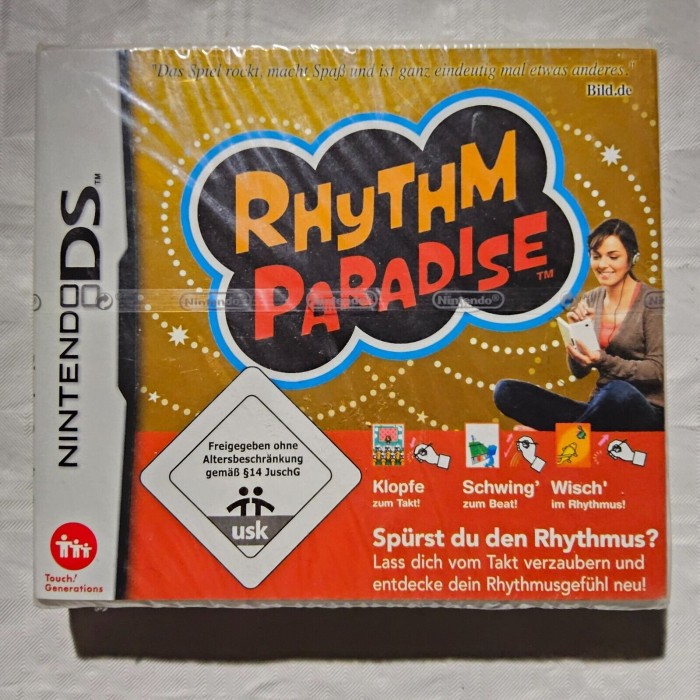 "Das Spiel rockt, macht Spaß und ist ganz eindeutig mal etwas anderes."
Bild.de
NINTENDO DS™
RHYTHM
PARADISE™
Nintendo® Nintendo® Nintendo®
Freigegeben ohne
Altersbeschränkung
gemäß §14 JuschG
usk
Klopfe
zum Takt!
Schwing'
zum Beat!
Wisch'
im Rhythmus!
Spürst du den Rhythmus?
Lass dich vom Takt verzaubern und
entdecke dein Rhythmusgefühl neu!
Touch!
Generations